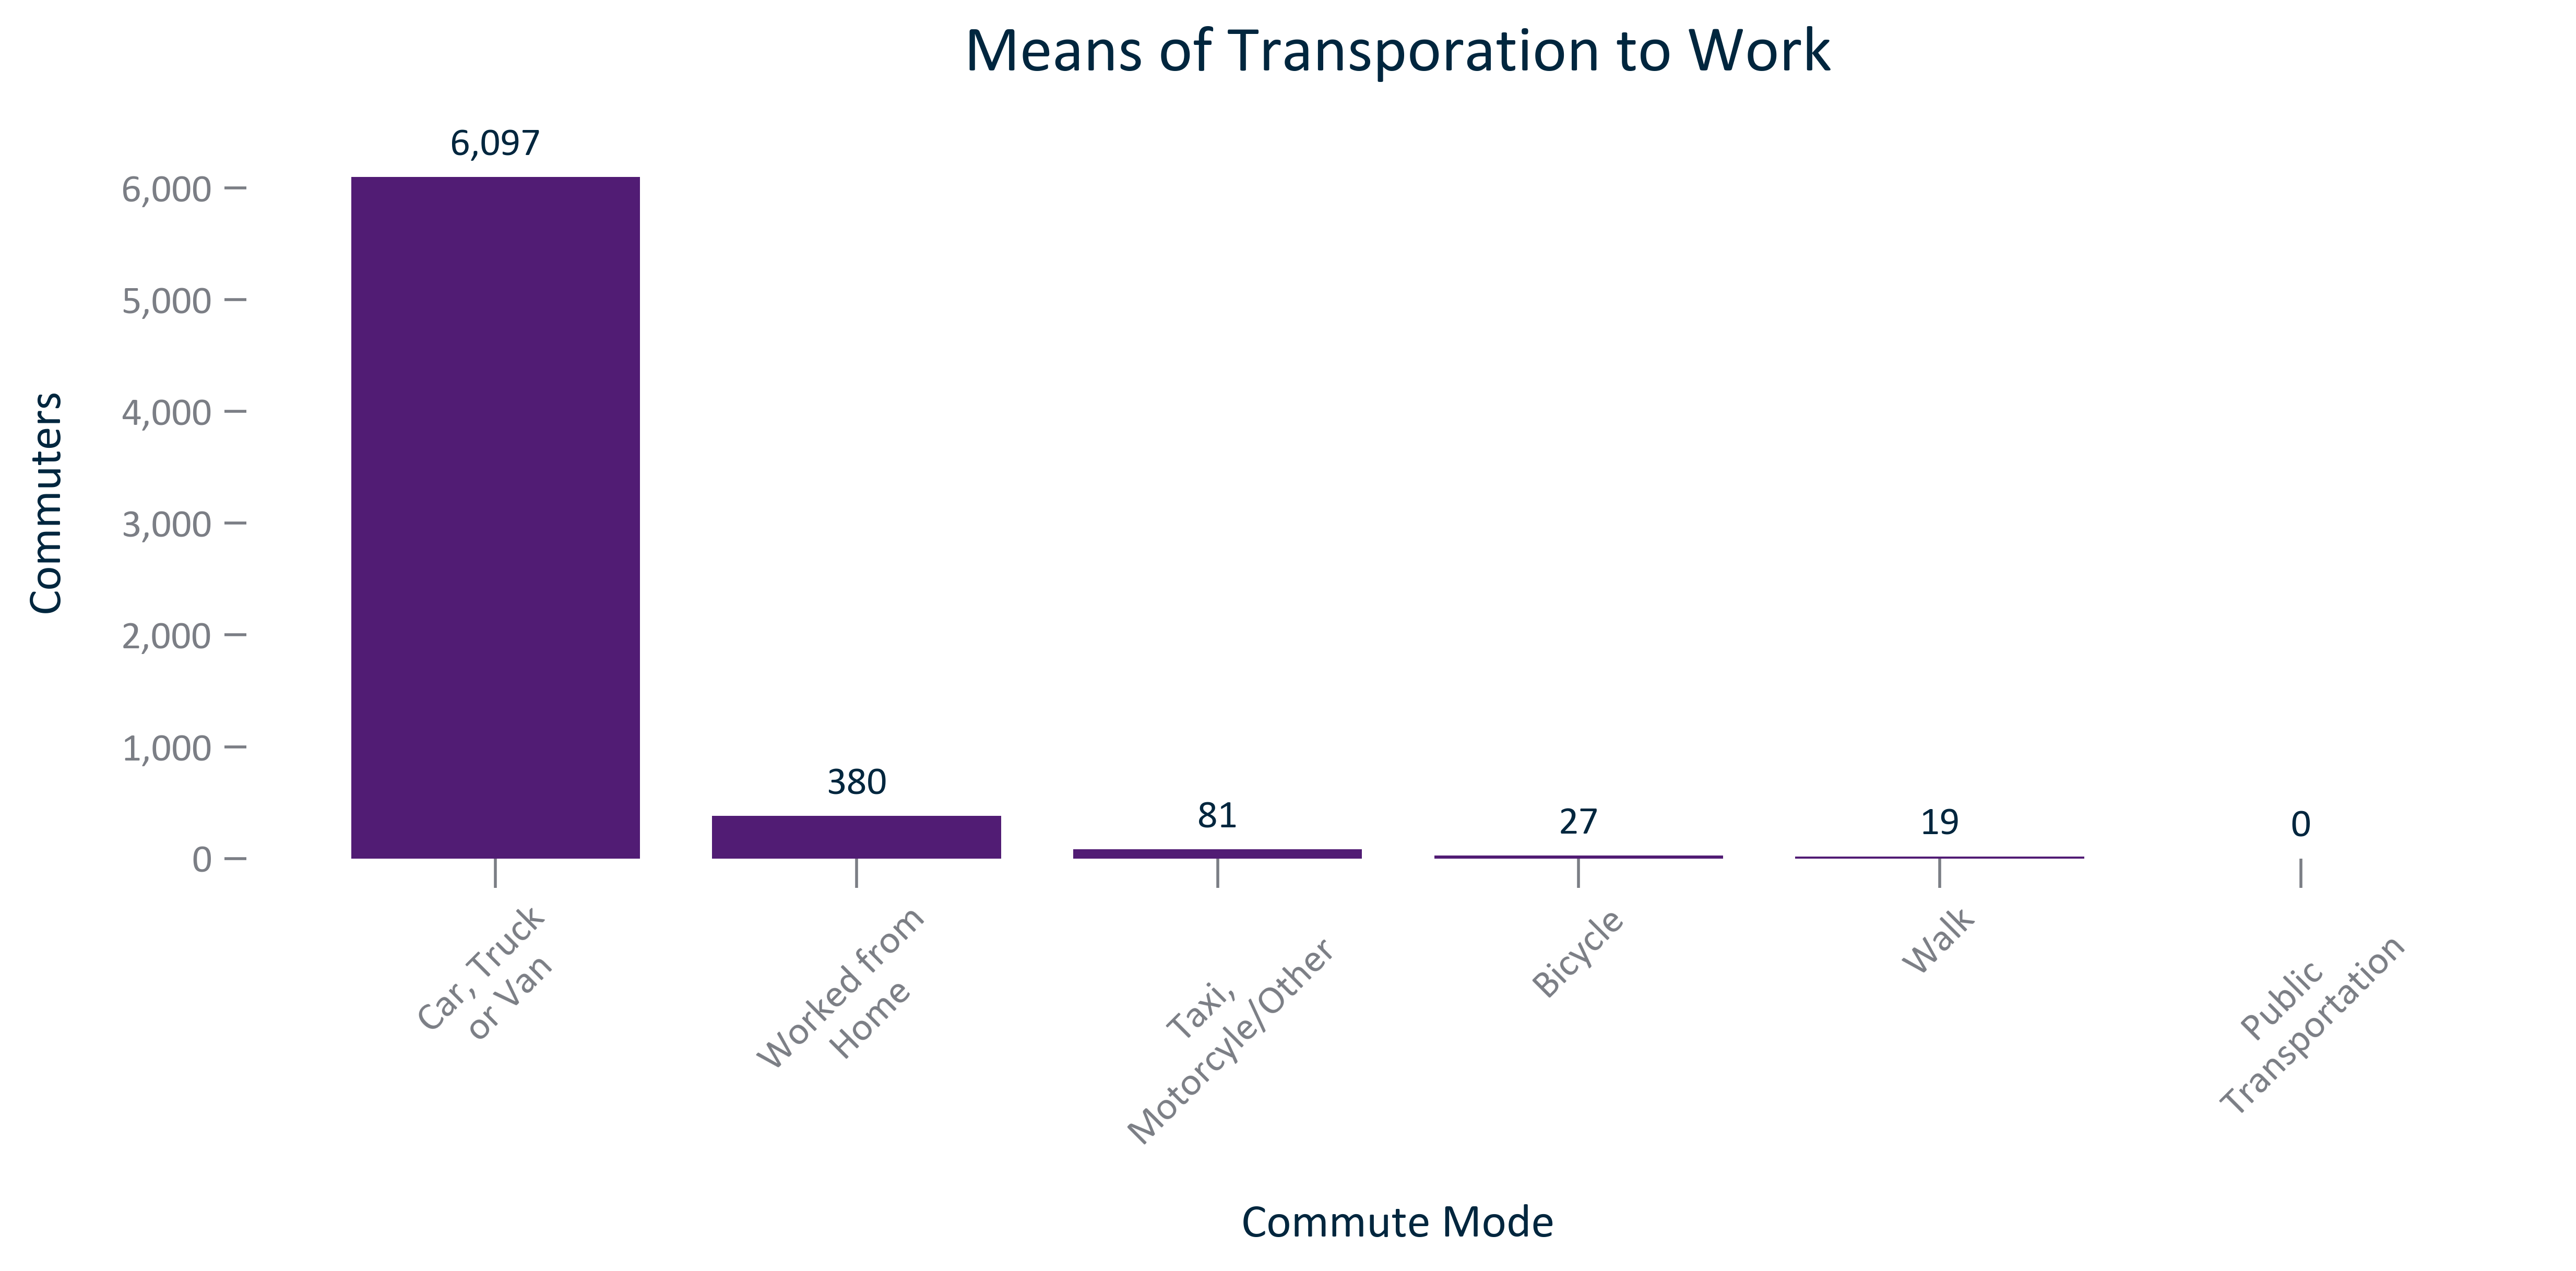 Means of Transporation to Work
6,097
6,000
5,000
4,000
3,000
2,000
1,000
0
Commuters
380
81
27
19
0
Car, Truck
or Van
Worked from
Home
Taxi,
Motorcyle/Other
Bicycle
Walk
Public
Transportation
Commute Mode